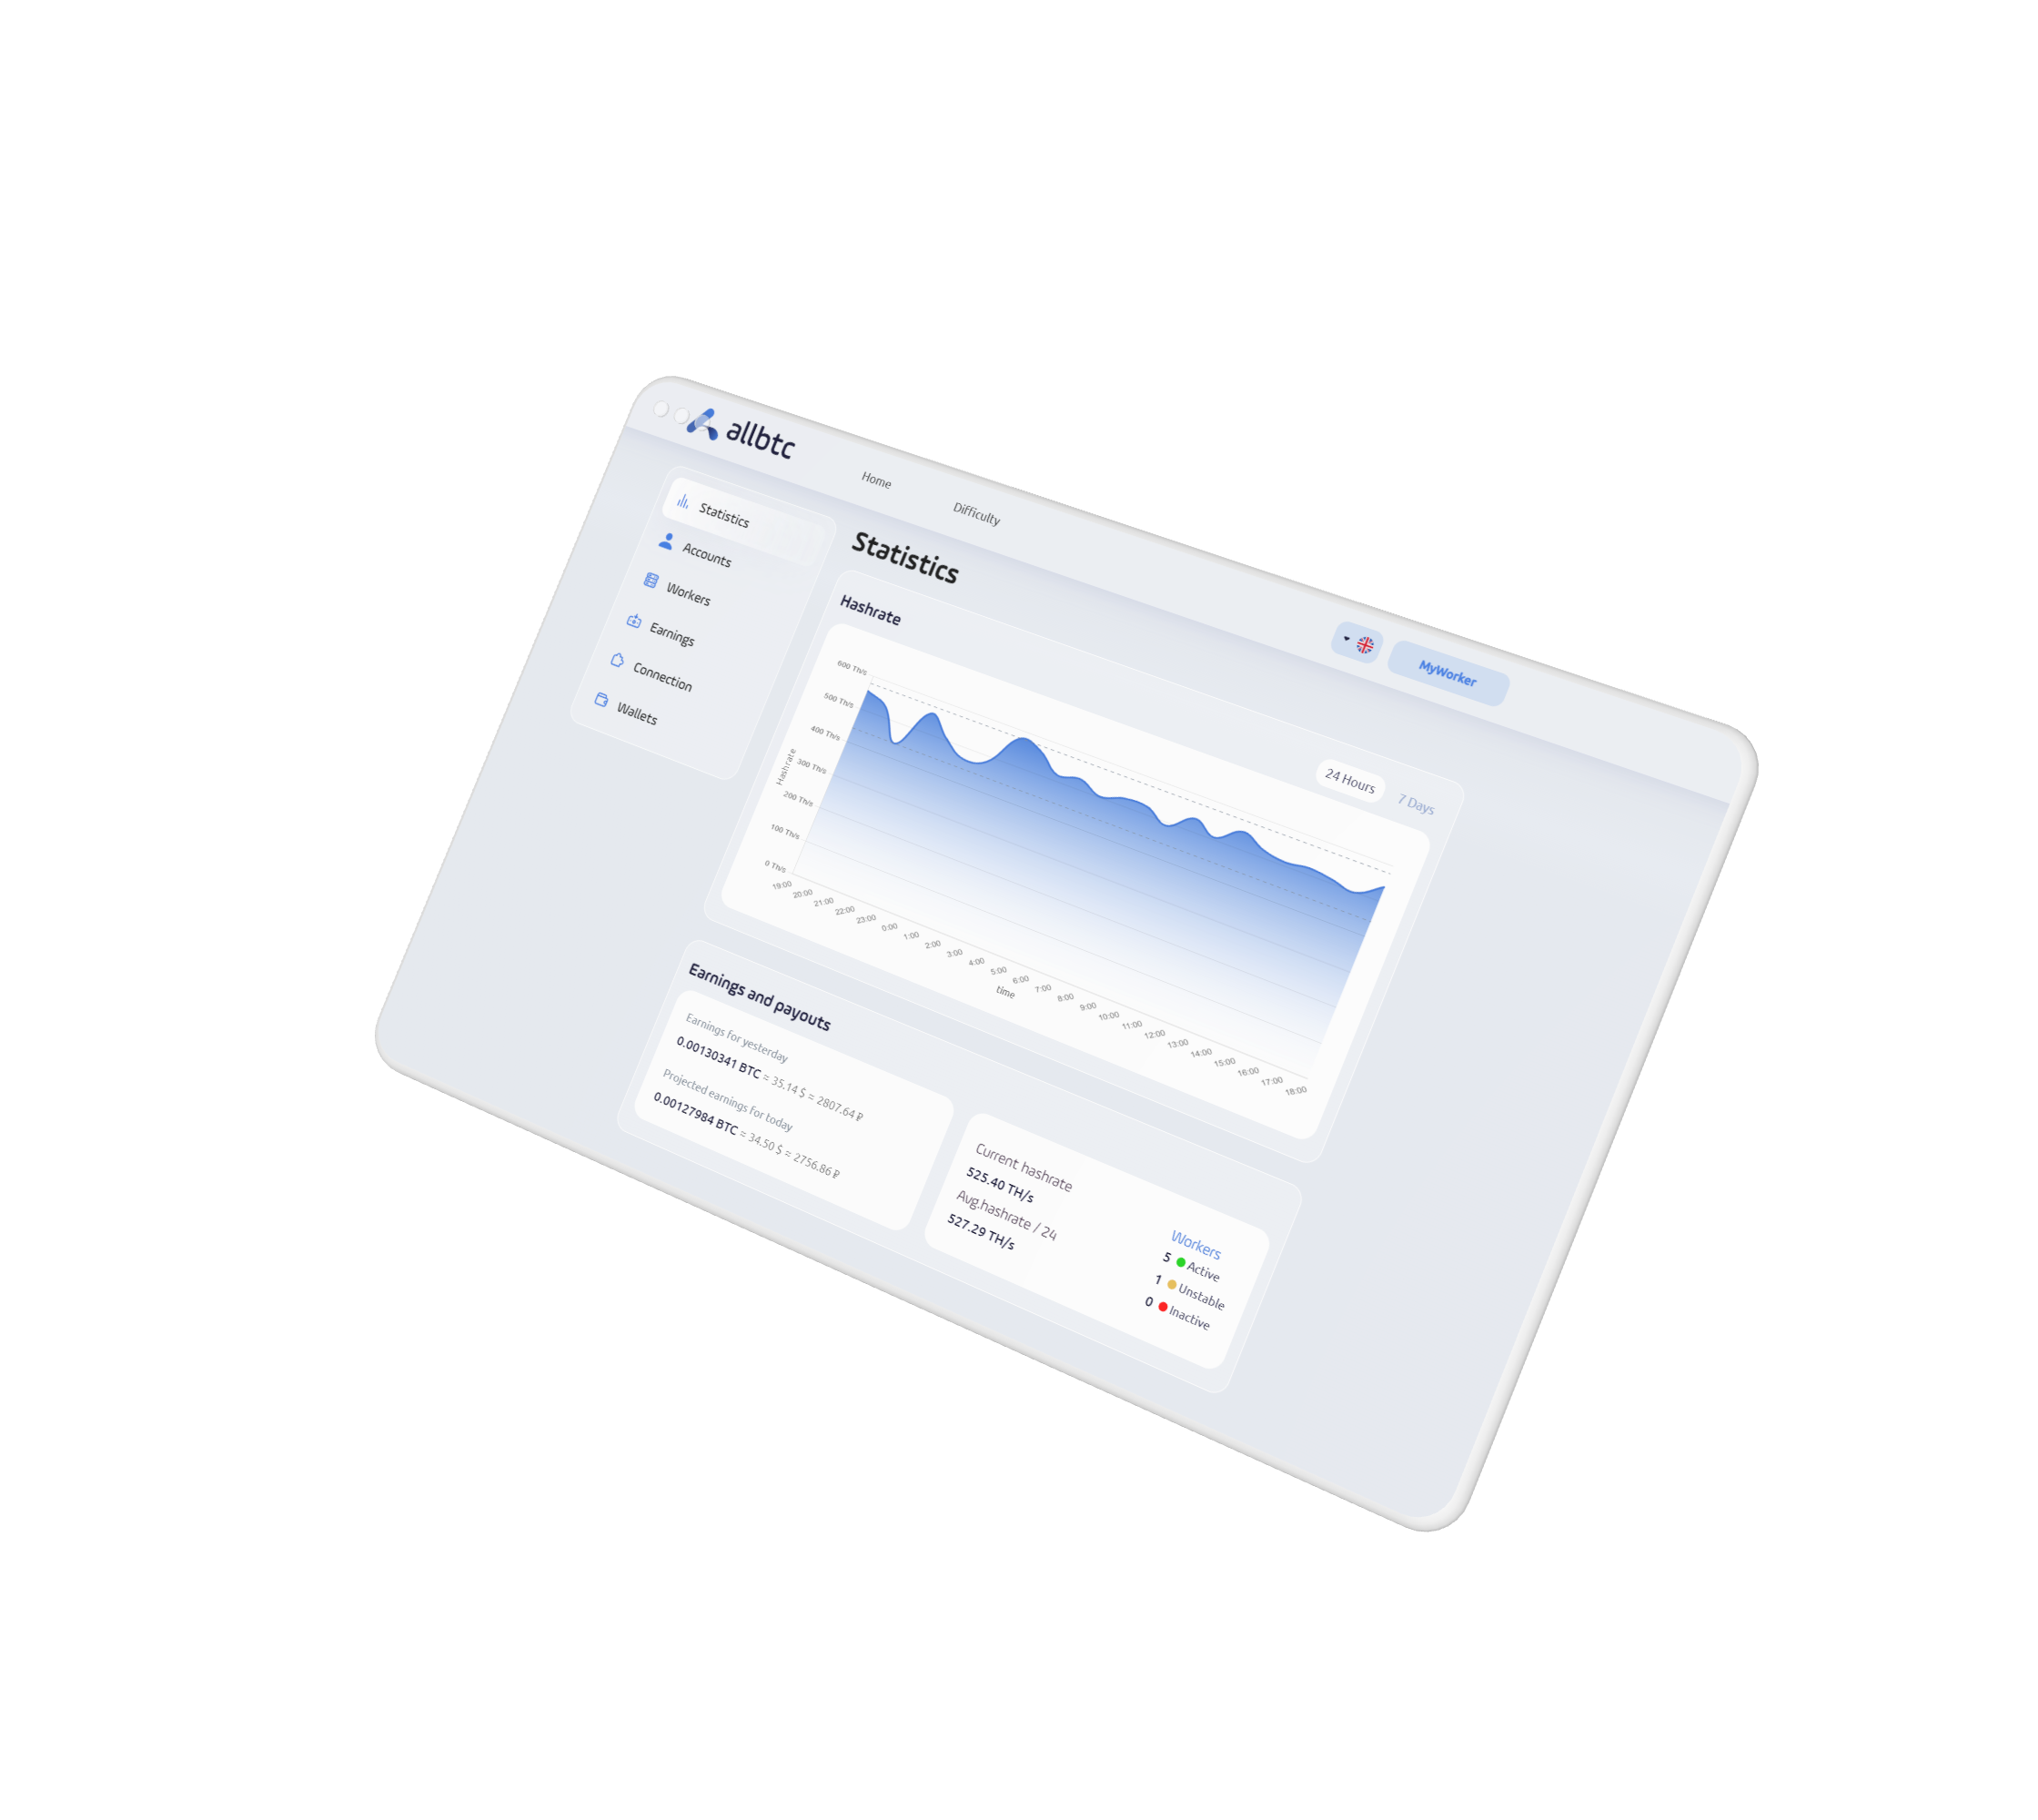 allbtc
Home
Difficulty
MyWorker
Statistics
Accounts
Workers
Earnings
Connection
Wallets
Statistics
Hashrate
24 Hours
7 Days
600 Th/s
500 Th/s
400 Th/s
300 Th/s
200 Th/s
100 Th/s
0 Th/s
Hashrate
19:00
20:00
21:00
22:00
23:00
0:00
1:00
2:00
3:00
4:00
5:00
6:00
7:00
8:00
9:00
10:00
11:00
12:00
13:00
14:00
15:00
16:00
17:00
18:00
time
Earnings and payouts
Earnings for yesterday
0.00130341 BTC = 35.14 $ = 2807.64 ₽
Projected earnings for today
0.00127984 BTC = 34.50 $ = 2756.86 ₽
Current hashrate
525.40 TH/s
Avg.hashrate / 24
527.29 TH/s
Workers
5 Active
1 Unstable
0 Inactive